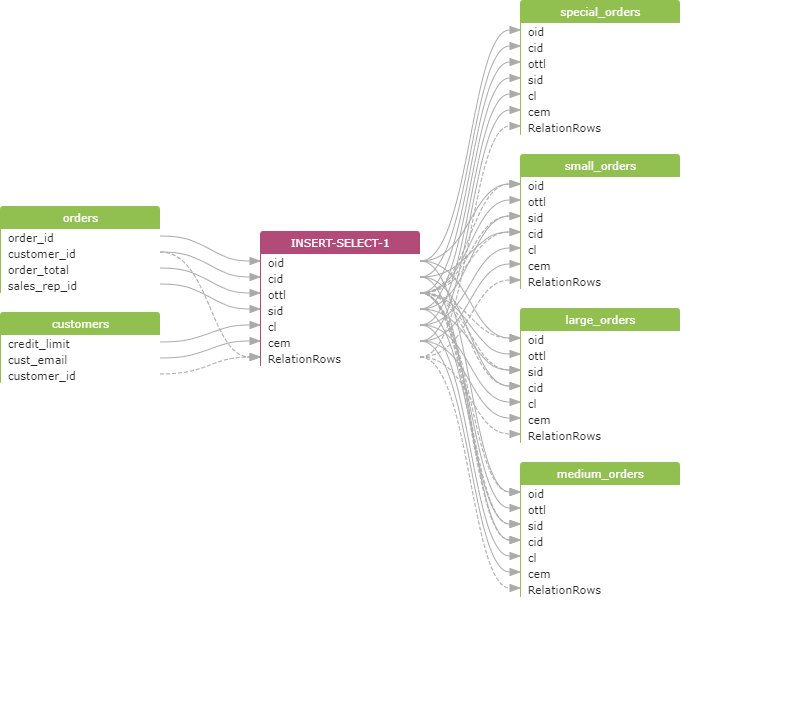 orders
order_id
customer_id
order_total
sales_rep_id
customers
credit_limit
cust_email
customer_id
INSERT-SELECT-1
oid
cid
ottl
sid
cl
cem
RelationRows
special_orders
oid
cid
ottl
sid
cl
cem
RelationRows
small_orders
oid
ottl
sid
cid
cl
cem
RelationRows
large_orders
oid
ottl
sid
cid
cl
cem
RelationRows
medium_orders
oid
ottl
sid
cid
cl
cem
RelationRows